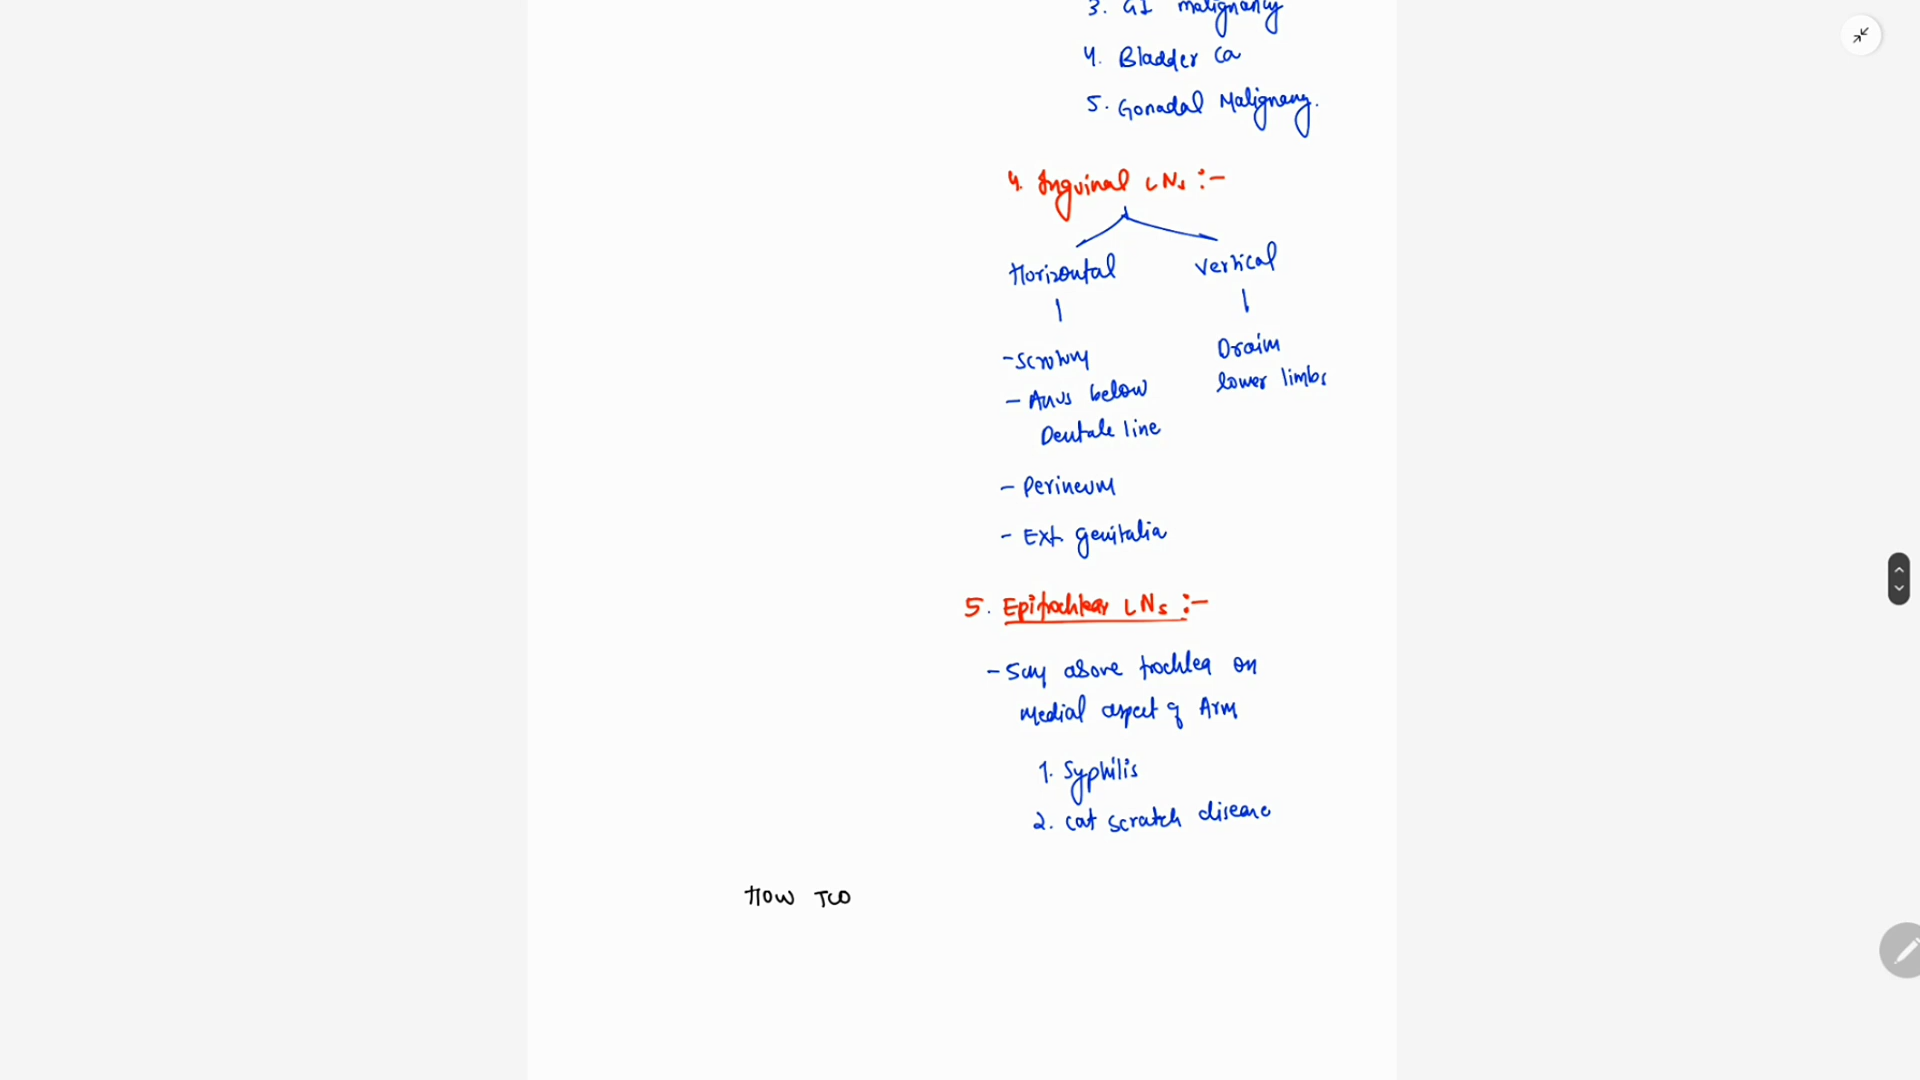 3. GI malignancy
4. Bladder Ca
5. Gonadal Malignany.
4. Inguinal LNs :-
Horizontal
Vertical
- Scrotum
- Anus below
Dentate line
- Perineum
- Ext. genitalia
Drain
lower limbs
5. Epitrochlear LNs :-
- Say above trochlea on
Medial aspect of Arm
1. Syphilis
2. cat scratch disease
How TOO